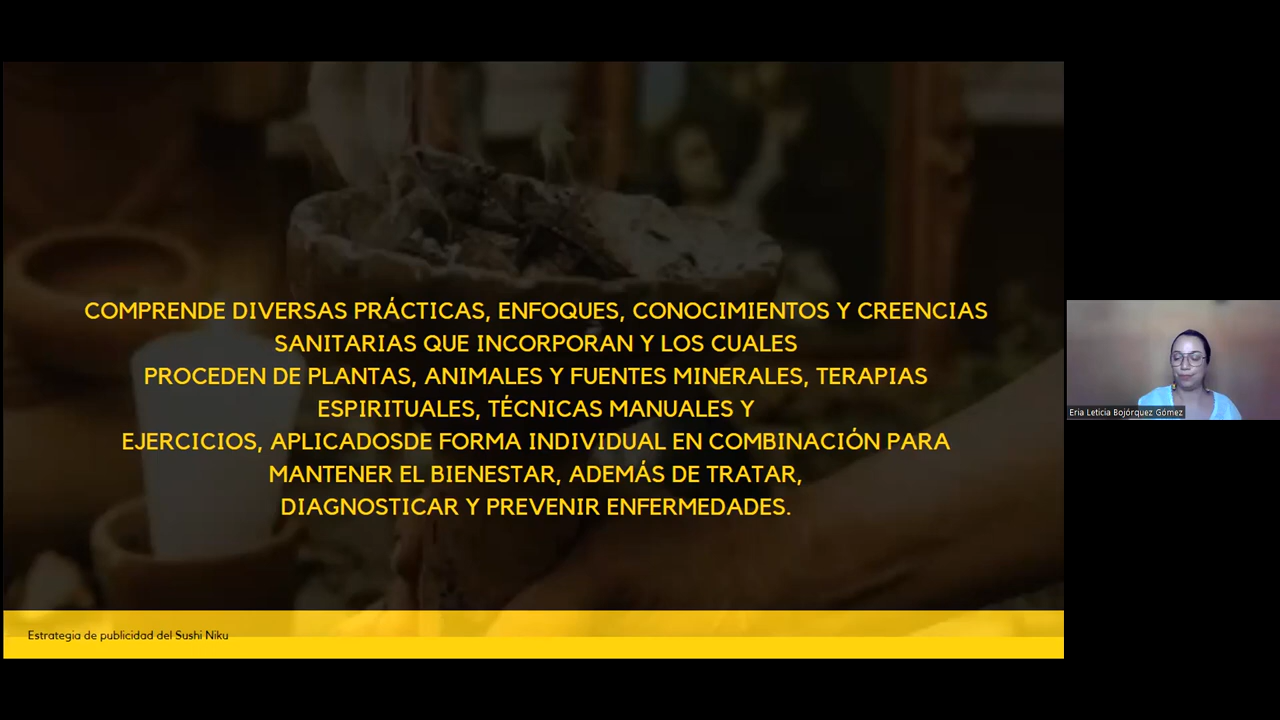 COMPRENDE DIVERSAS PRÁCTICAS, ENFOQUES, CONOCIMIENTOS Y CREENCIAS
SANITARIAS QUE INCORPORAN Y LOS CUALES
PROCEDEN DE PLANTAS, ANIMALES Y FUENTES MINERALES, TERAPIAS
ESPIRITUALES, TÉCNICAS MANUALES Y
EJERCICIOS, APLICADOSDE FORMA INDIVIDUAL EN COMBINACIÓN PARA
MANTENER EL BIENESTAR, ADEMÁS DE TRATAR,
DIAGNOSTICAR Y PREVENIR ENFERMEDADES.
Estrategia de publicidad del Sushi Niku
Eria Leticia Bojórquez Gómez